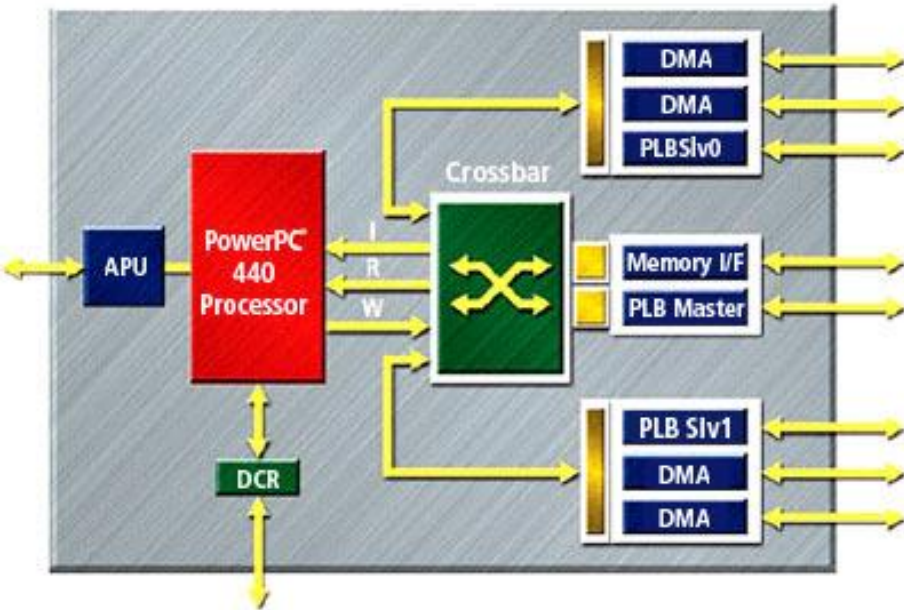 DMA
DMA
PLBSlv0
Crossbar
APU
PowerPC®
440
Processor
I
R
W
Memory I/F
PLB Master
DCR
PLB Slv1
DMA
DMA